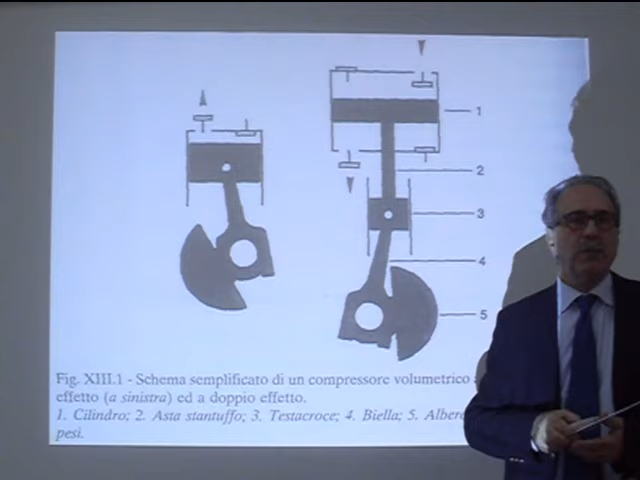 1
2
3
4
5
Fig. XIII.1 - Schema semplificato di un compressore volumetrico
effetto (a sinistra) ed a doppio effetto.
1. Cilindro; 2. Asta stantuffo; 3. Testacroce; 4. Biella; 5. Alber
pesi.